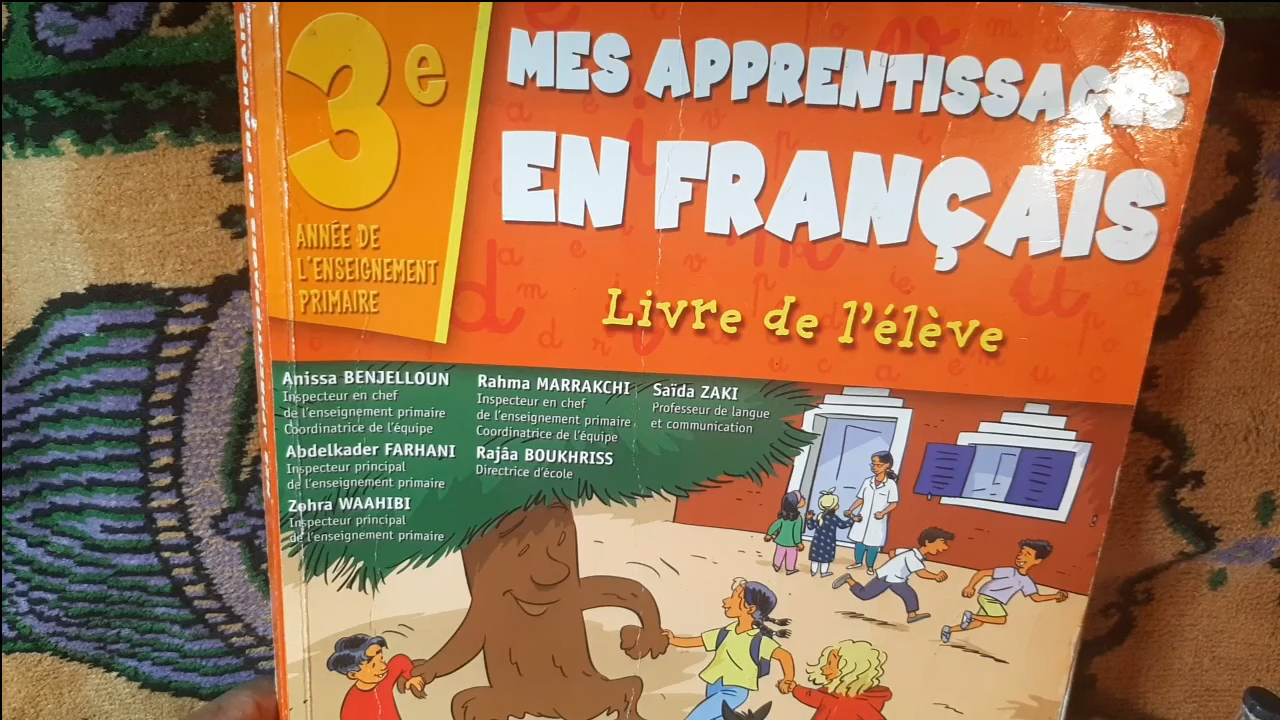 3e
ANNÉE DE
L'ENSEIGNEMENT
PRIMAIRE
MES APPRENTISSAGES
EN FRANÇAIS
Livre de l'élève
Anissa BENJELLOUN
Inspecteur en chef
de l'enseignement primaire
Coordinatrice de l'équipe
Abdelkader FARHANI
Inspecteur principal
de l'enseignement primaire
Zohra WAAHIBI
Inspecteur principal
de l'enseignement primaire
Rahma MARRAKCHI
Inspecteur en chef
de l'enseignement primaire
Coordinatrice de l'équipe
Rajâa BOUKHRISS
Directrice d'école
Saïda ZAKI
Professeur de langue
et communication